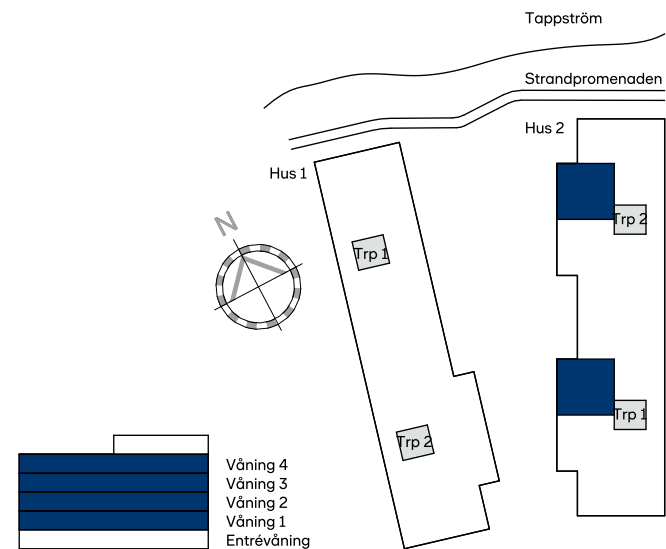 Tappström
Strandpromenaden
Hus 2
Hus 1
N
Trp 2
Trp 1
Trp 1
Trp 2
Våning 4
Våning 3
Våning 2
Våning 1
Entrévåning